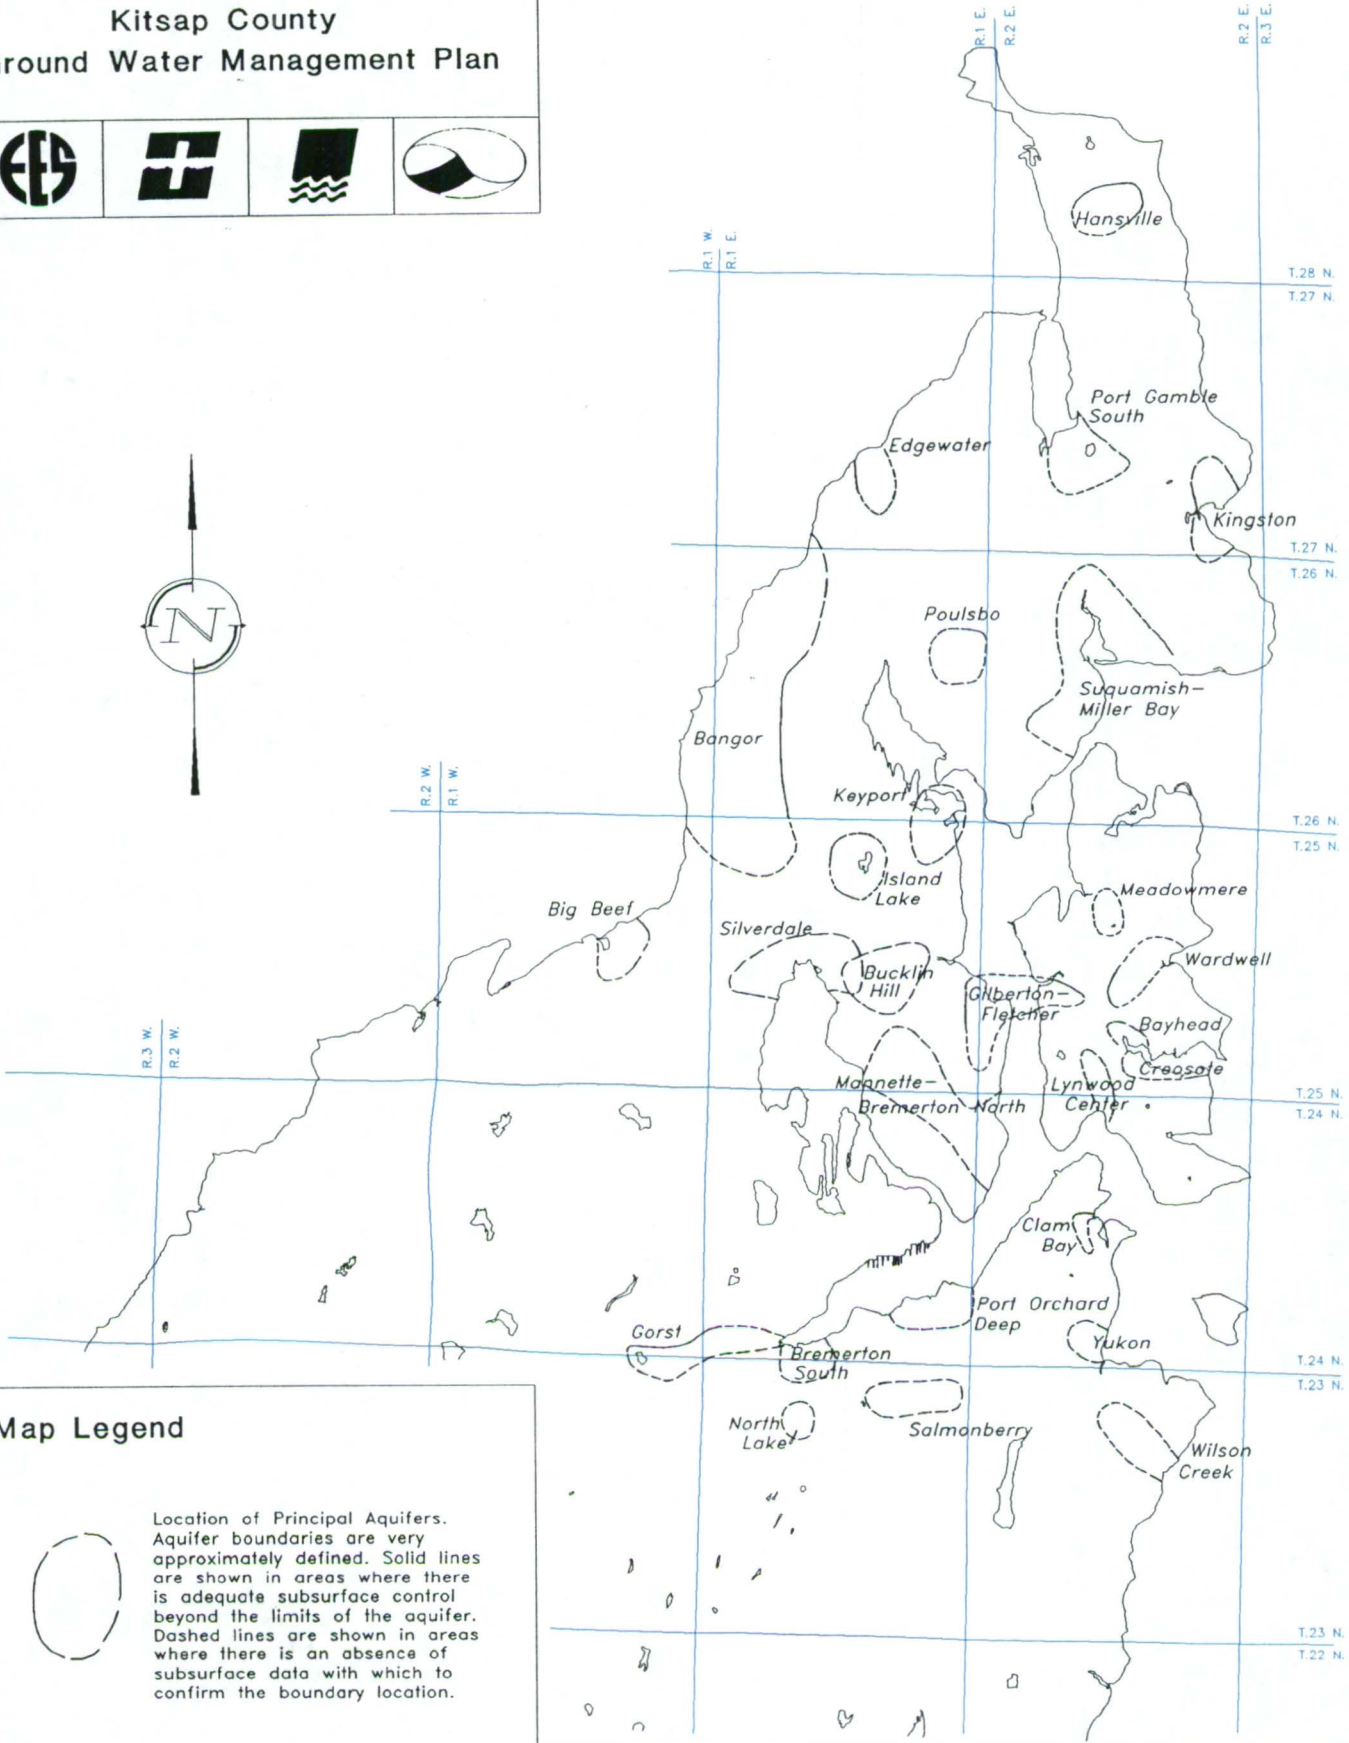 Kitsap County
Ground Water Management Plan
EES
R.1 E.
R.2 E.
R.2 E.
R.3 E.
Hansville
R.1 W.
R.1 E.
T.28 N.
T.27 N.
Port Gamble
South
Edgewater
Kingston
T.27 N.
T.26 N.
N
Poulsbo
Suquamish-
Miller Bay
Bangor
R.2 W.
R.1 W.
Keyport
T.26 N.
T.25 N.
Island
Lake
Meadowmere
Big Beef
Silverdale
Wardwell
Bucklin
Hill
Gilberton-
Fletcher
Bayhead
R.3 W.
R.2 W.
Creosote
Mannette-
Bremerton North
Lynwood
Center
T.25 N.
T.24 N.
Clam
Bay
Port Orchard
Deep
Gorst
Yukon
Bremerton
South
T.24 N.
T.23 N.
Map Legend
North
Lake
Salmonberry
Wilson
Creek
Location of Principal Aquifers.
Aquifer boundaries are very
approximately defined. Solid lines
are shown in areas where there
is adequate subsurface control
beyond the limits of the aquifer.
Dashed lines are shown in areas
where there is an absence of
subsurface data with which to
confirm the boundary location.
T.23 N.
T.22 N.